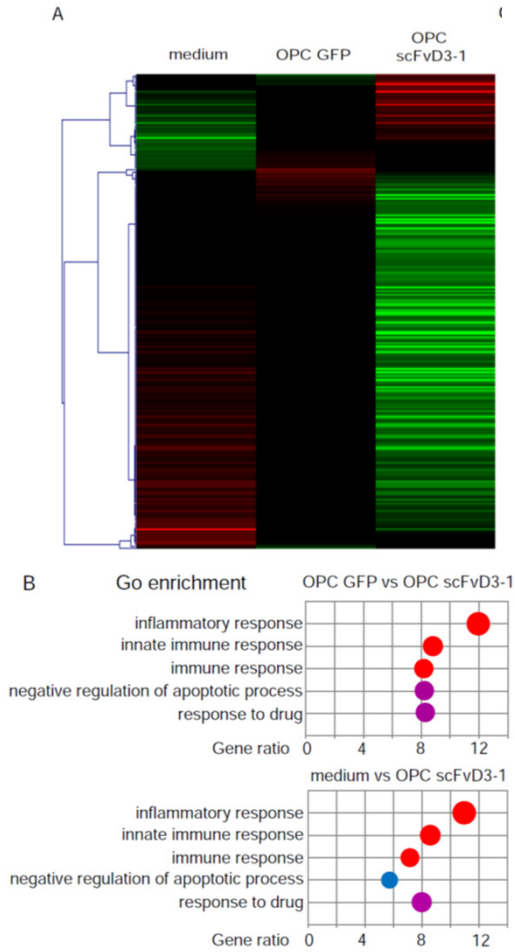 A
medium
OPC GFP
OPC
scFvD3-1
B
Go enrichment
OPC GFP vs OPC scFvD3-1
inflammatory response
innate immune response
immune response
negative regulation of apoptotic process
response to drug
Gene ratio 0 4 8 12
medium vs OPC scFvD3-1
inflammatory response
innate immune response
immune response
negative regulation of apoptotic process
response to drug
Gene ratio 0 4 8 12